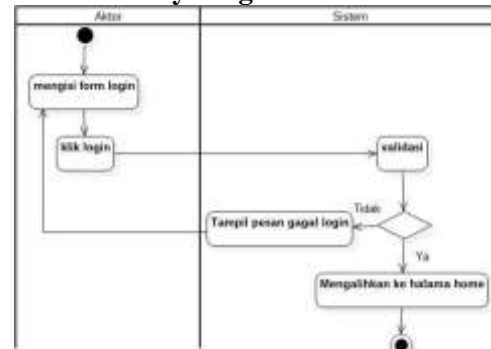 Aktor
Sistem
mengisi form login
klik login
validasi
Tidak
Tampil pesan gagal login
Ya
Mengalihkan ke halama home